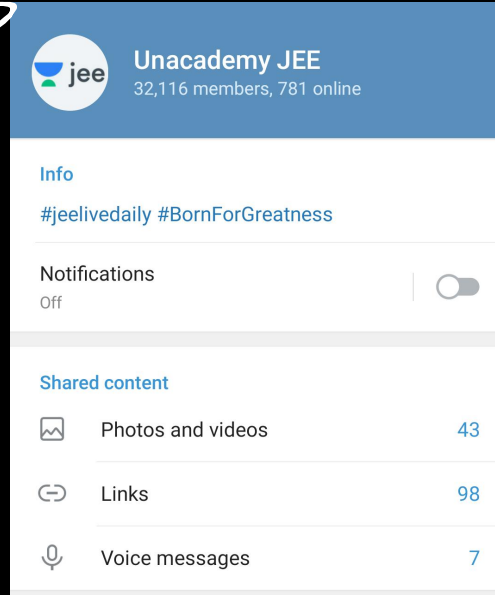 jee
Unacademy JEE
32,116 members, 781 online
Info
#jeelivedaily #BornForGreatness
Notifications
Off
Shared content
Photos and videos 43
Links 98
Voice messages 7